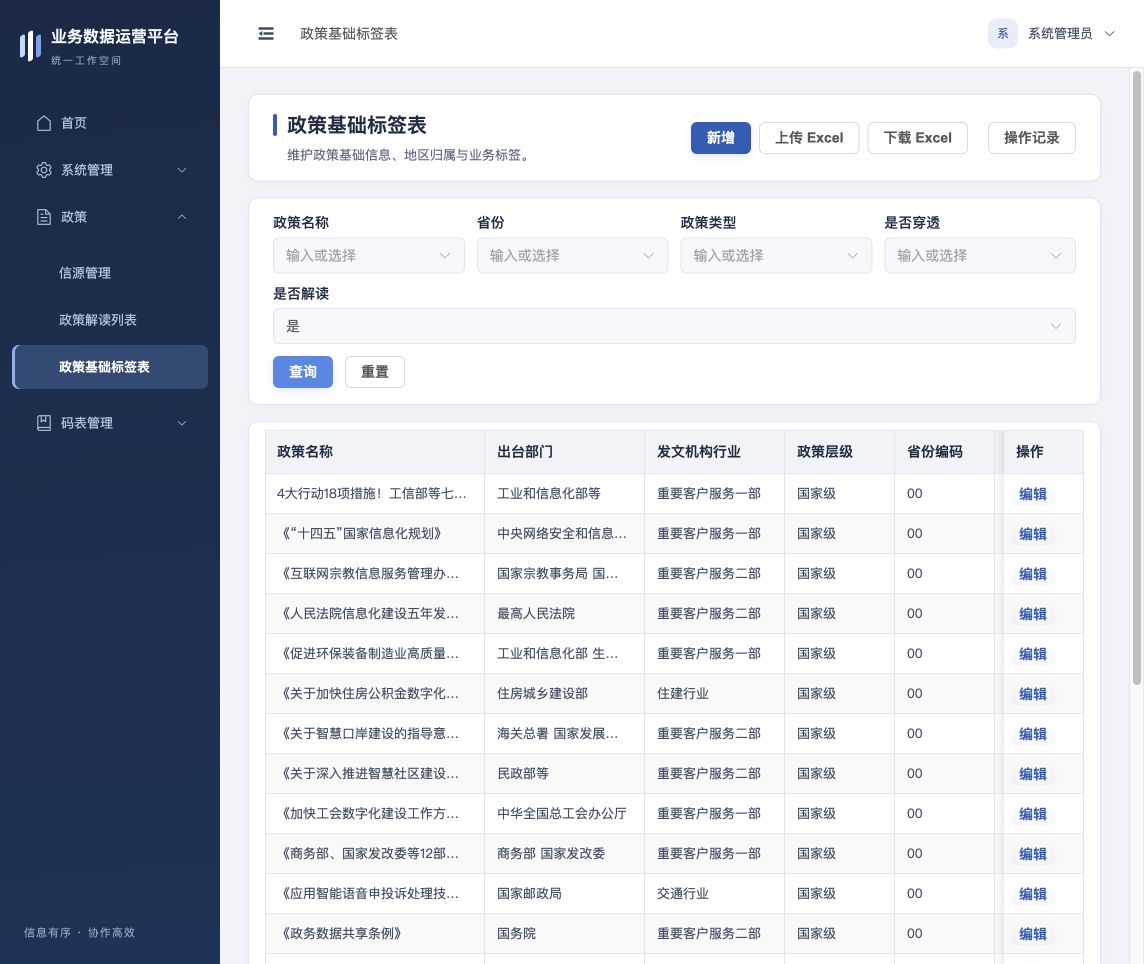 业务数据运营平台
统一工作空间
首页
系统管理
政策
信源管理
政策解读列表
政策基础标签表
码表管理
信息有序 · 协作高效
政策基础标签表
系 系统管理员
政策基础标签表
维护政策基础信息、地区归属与业务标签。
新增 上传 Excel 下载 Excel 操作记录
政策名称 省份 政策类型 是否穿透
输入或选择 输入或选择 输入或选择 输入或选择
是否解读
是
查询 重置
政策名称 出台部门 发文机构行业 政策层级 省份编码 操作
4大行动18项措施！工信部等七... 工业和信息化部等 重要客户服务一部 国家级 00 编辑
《“十四五”国家信息化规划》 中央网络安全和信息... 重要客户服务一部 国家级 00 编辑
《互联网宗教信息服务管理办... 国家宗教事务局 国... 重要客户服务二部 国家级 00 编辑
《人民法院信息化建设五年发... 最高人民法院 重要客户服务二部 国家级 00 编辑
《促进环保装备制造业高质量... 工业和信息化部 生... 重要客户服务一部 国家级 00 编辑
《关于加快住房公积金数字化... 住房城乡建设部 住建行业 国家级 00 编辑
《关于智慧口岸建设的指导意... 海关总署 国家发展... 重要客户服务二部 国家级 00 编辑
《关于深入推进智慧社区建设... 民政部等 重要客户服务二部 国家级 00 编辑
《加快工会数字化建设工作方... 中华全国总工会办公厅 重要客户服务一部 国家级 00 编辑
《商务部、国家发改委等12部... 商务部 国家发改委 重要客户服务一部 国家级 00 编辑
《应用智能语音申投诉处理技... 国家邮政局 交通行业 国家级 00 编辑
《政务数据共享条例》 国务院 重要客户服务二部 国家级 00 编辑